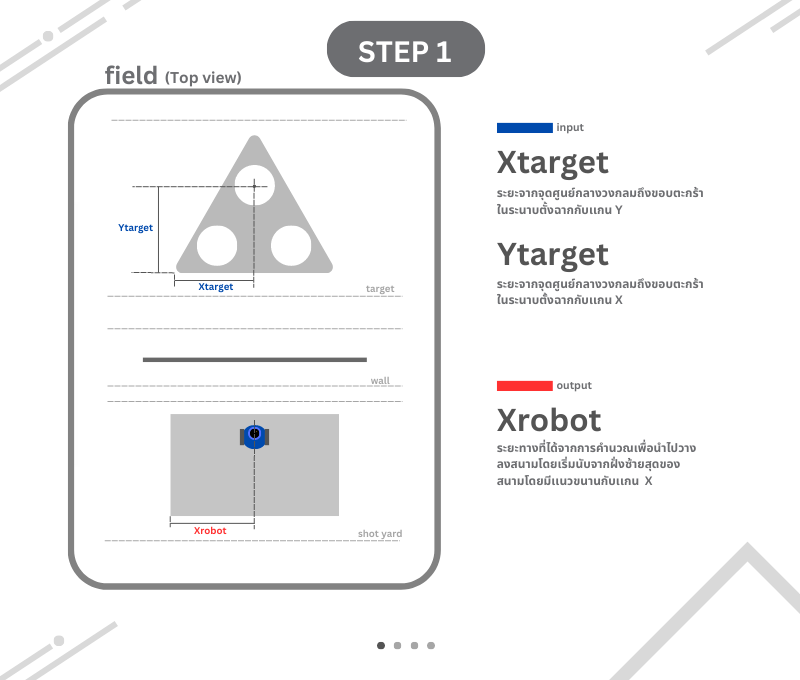 STEP 1
field (Top view)
Ytarget
Xtarget
target
wall
Xrobot
shot yard
input
Xtarget
ระยะจากจุดศูนย์กลางวงกลมถึงขอบตะกร้า
ในระนาบตั้งฉากกับแกน Y
Ytarget
ระยะจากจุดศูนย์กลางวงกลมถึงขอบตะกร้า
ในระนาบตั้งฉากกับแกน X
output
Xrobot
ระยะทางที่ได้จากการคำนวณเพื่อนำไปวาง
ลงสนามโดยเริ่มนับจากฝั่งซ้ายสุดของ
สนามโดยมีแนวขนานกับแกน X